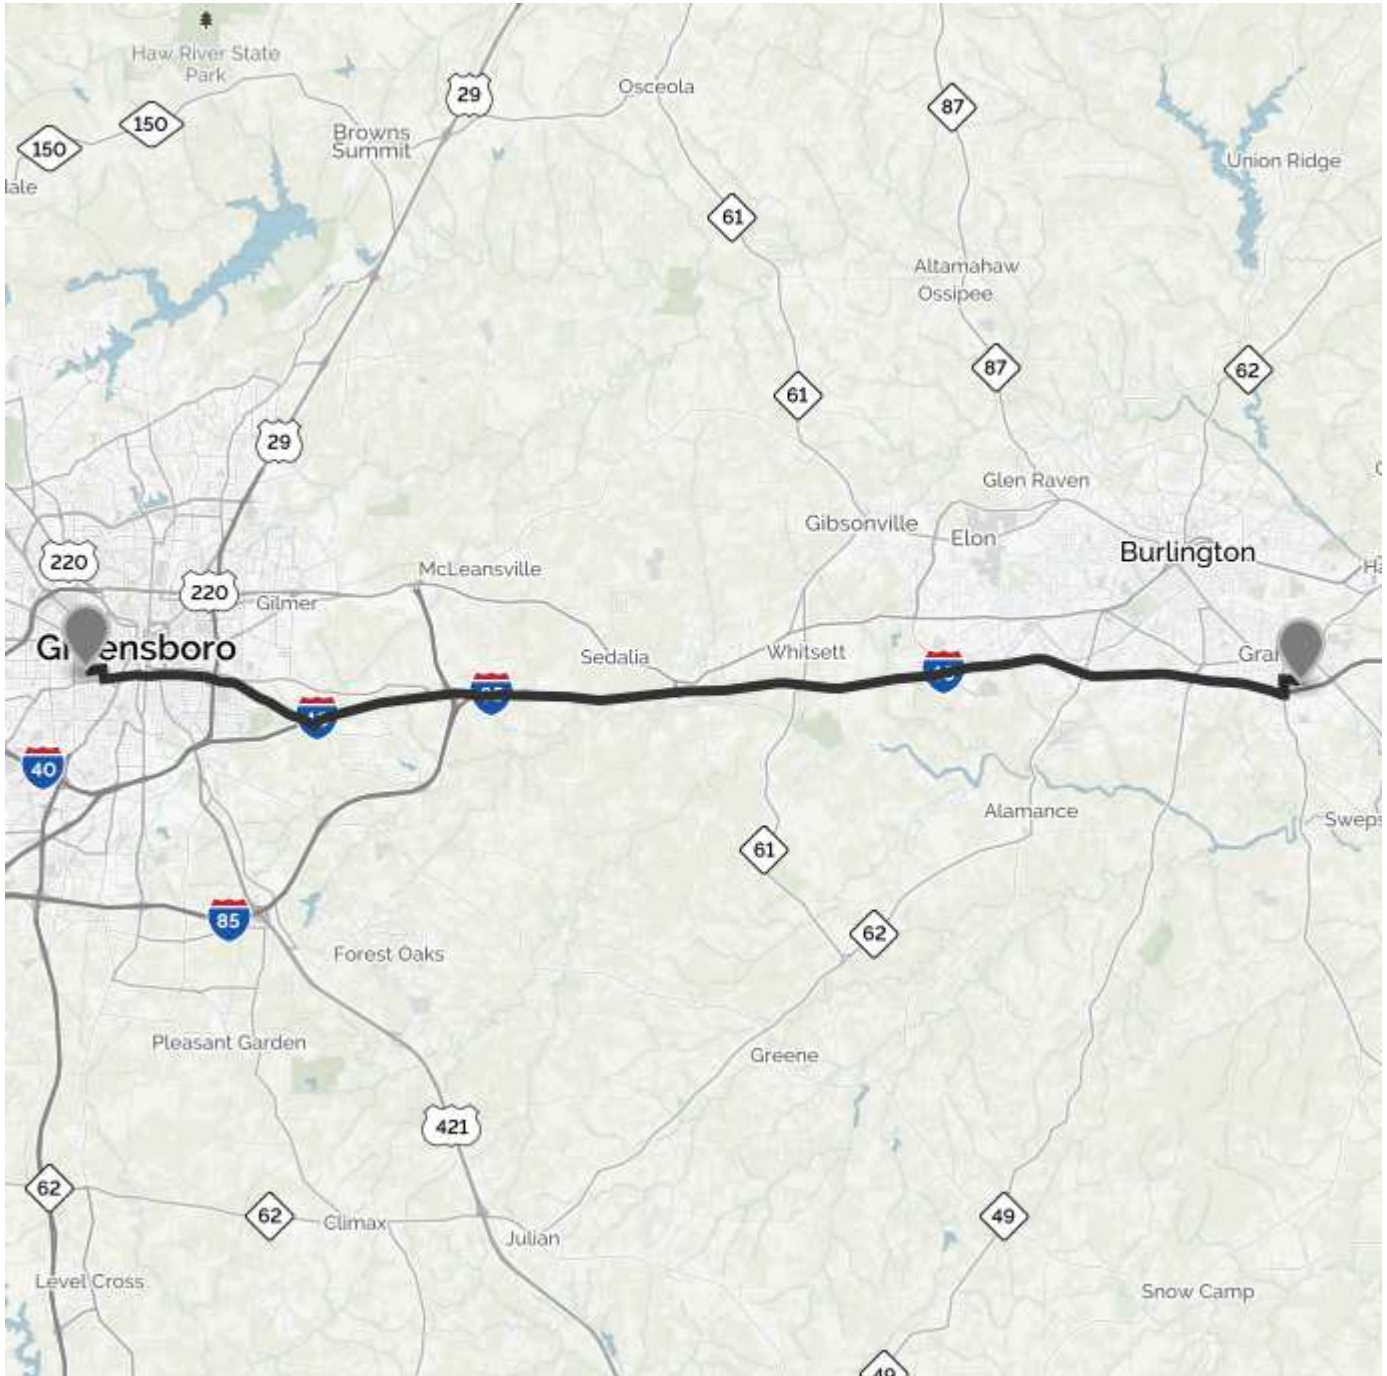 Haw River State
Park
29
Osceola
87
150
150
Browns
Summit
Union Ridge
61
Altamahaw
Ossipee
87
62
61
29
Glen Raven
Gibsonville
Elon
Burlington
220
McLeansville
220
Gilmer
Sedalia
Whitsett
40
Alamance
61
85
62
Forest Oaks
Pleasant Garden
Greene
421
62
62
49
Climax
Julian
Level Cross
Snow Camp
49